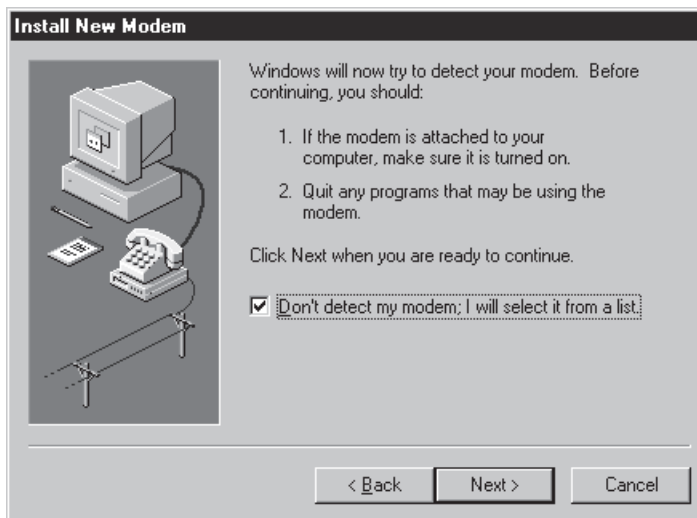 Install New Modem
Windows will now try to detect your modem. Before
continuing, you should:
1. If the modem is attached to your
computer, make sure it is turned on.
2. Quit any programs that may be using the
modem.
Click Next when you are ready to continue.
Don't detect my modem; I will select it from a list.
< Back
Next >
Cancel